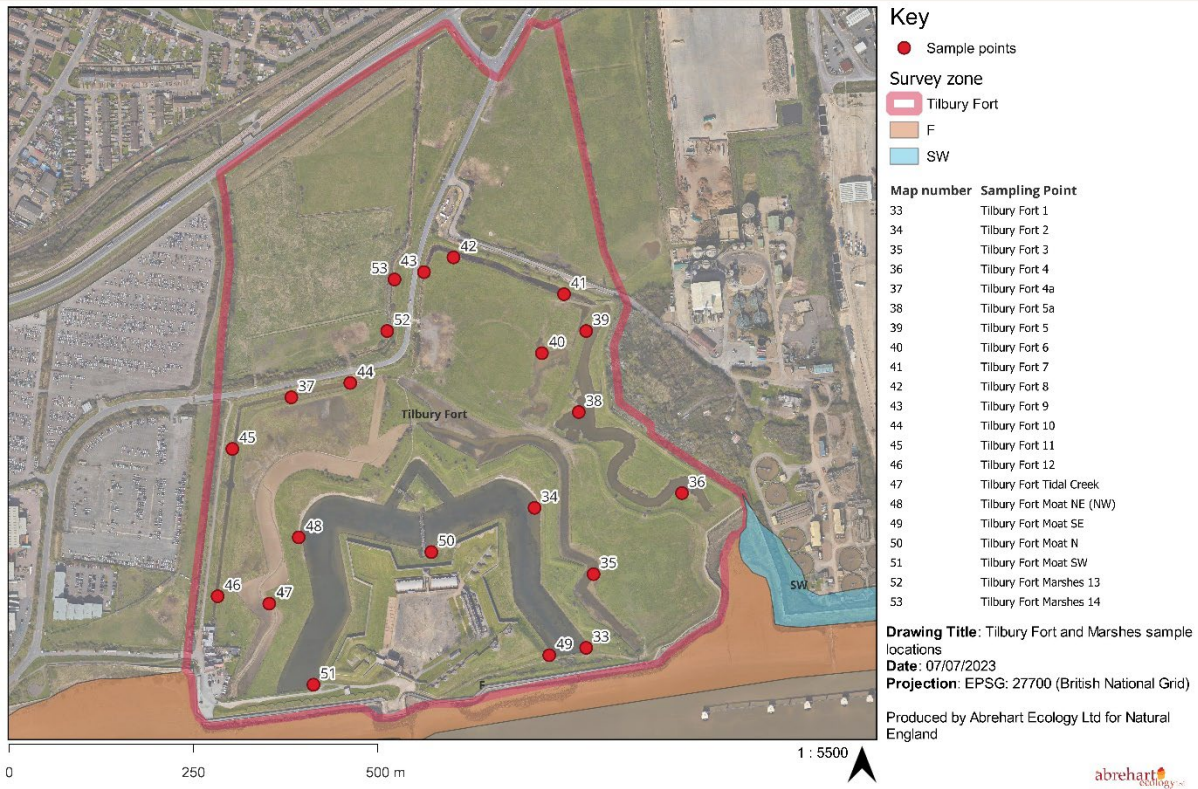 Key
Sample points
Survey zone
Tilbury Fort
F
SW
Map number Sampling Point
33 Tilbury Fort 1
34 Tilbury Fort 2
35 Tilbury Fort 3
36 Tilbury Fort 4
37 Tilbury Fort 4a
38 Tilbury Fort 5a
39 Tilbury Fort 5
40 Tilbury Fort 6
41 Tilbury Fort 7
42 Tilbury Fort 8
43 Tilbury Fort 9
44 Tilbury Fort 10
45 Tilbury Fort 11
46 Tilbury Fort 12
47 Tilbury Fort Tidal Creek
48 Tilbury Fort Moat NE (NW)
49 Tilbury Fort Moat SE
50 Tilbury Fort Moat N
51 Tilbury Fort Moat SW
52 Tilbury Fort Marshes 13
53 Tilbury Fort Marshes 14
Drawing Title: Tilbury Fort and Marshes sample
locations
Date: 07/07/2023
Projection: EPSG: 27700 (British National Grid)
Produced by Abrehart Ecology Ltd for Natural
England
abrehart
ecology
42
43
53
41
52
39
40
44
37
38
Tilbury Fort
45
36
34
48
50
35
SW
46
47
33
49
51
F
1 : 5500
0 250 500 m